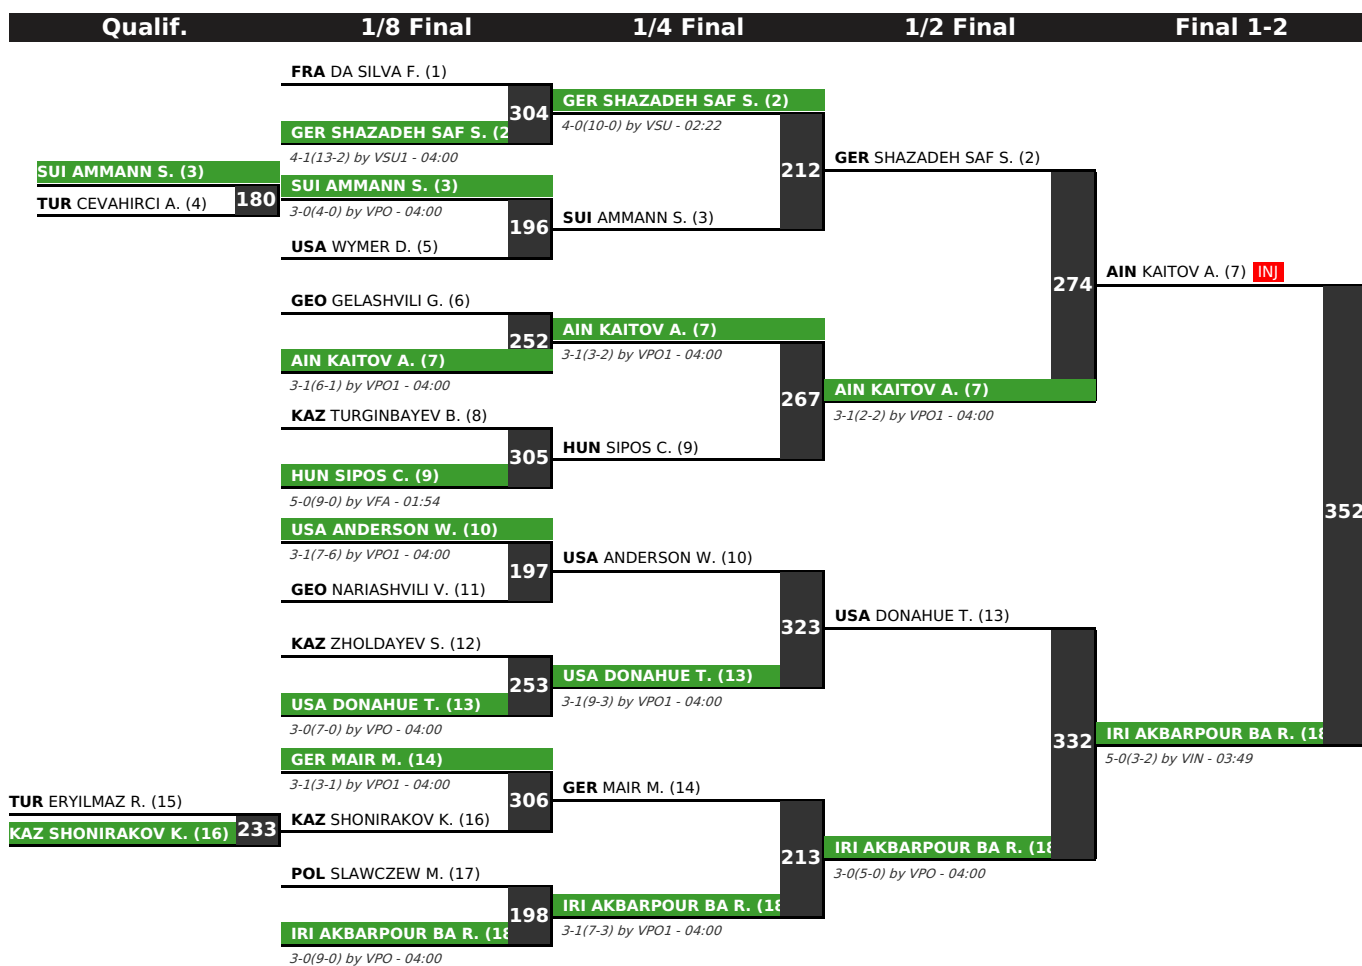 Qualif. 1/8 Final 1/4 Final 1/2 Final Final 1-2
FRA DA SILVA F. (1)
304
GER SHAZADEH SAF S. (2
4-1(13-2) by VSU1 - 04:00
GER SHAZADEH SAF S. (2)
4-0(10-0) by VSU - 02:22
SUI AMMANN S. (3)
TUR CEVAHIRCI A. (4)
180
SUI AMMANN S. (3)
3-0(4-0) by VPO - 04:00
196
USA WYMER D. (5)
SUI AMMANN S. (3)
212
GER SHAZADEH SAF S. (2)
GEO GELASHVILI G. (6)
252
AIN KAITOV A. (7)
3-1(6-1) by VPO1 - 04:00
AIN KAITOV A. (7)
3-1(3-2) by VPO1 - 04:00
274
AIN KAITOV A. (7) INJ
KAZ TURGINBAYEV B. (8)
305
HUN SIPOS C. (9)
5-0(9-0) by VFA - 01:54
HUN SIPOS C. (9)
267
AIN KAITOV A. (7)
3-1(2-2) by VPO1 - 04:00
352
USA ANDERSON W. (10)
3-1(7-6) by VPO1 - 04:00
197
GEO NARIASHVILI V. (11)
USA ANDERSON W. (10)
323
USA DONAHUE T. (13)
KAZ ZHOLDAYEV S. (12)
253
USA DONAHUE T. (13)
3-0(7-0) by VPO - 04:00
USA DONAHUE T. (13)
3-1(9-3) by VPO1 - 04:00
332
IRI AKBARPOUR BA R. (18
5-0(3-2) by VIN - 03:49
TUR ERYILMAZ R. (15)
KAZ SHONIRAKOV K. (16)
233
GER MAIR M. (14)
3-1(3-1) by VPO1 - 04:00
306
KAZ SHONIRAKOV K. (16)
GER MAIR M. (14)
213
IRI AKBARPOUR BA R. (18
3-0(5-0) by VPO - 04:00
POL SLAWCZEW M. (17)
198
IRI AKBARPOUR BA R. (18
3-0(9-0) by VPO - 04:00
IRI AKBARPOUR BA R. (18
3-1(7-3) by VPO1 - 04:00